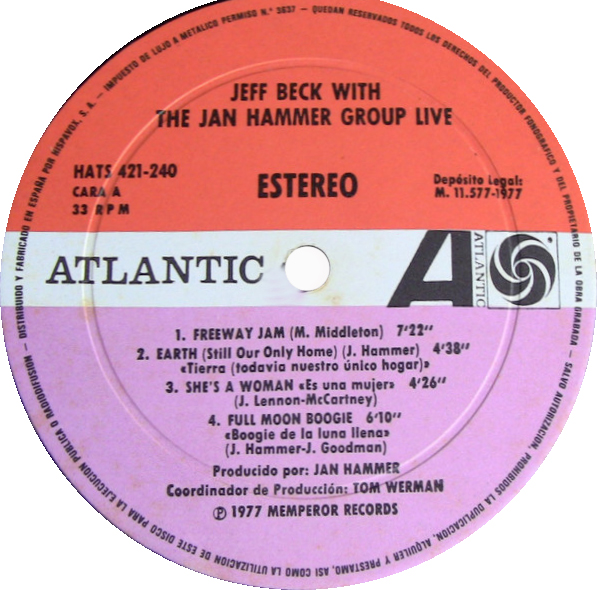 JEFF BECK WITH
THE JAN HAMMER GROUP LIVE
HATS 421-240
CARA A
33 RPM
ESTEREO
Depósito Legal:
M. 11.577-1977
ATLANTIC
A
ATLANTIC
1. FREEWAY JAM (M. Middleton) 7'22''
2. EARTH (Still Our Only Home) (J. Hammer) 4'38''
«Tierra (todavia nuestro único hogar)»
3. SHE'S A WOMAN «Es una mujer» 4'26''
(J. Lennon-McCartney)
4. FULL MOON BOOGIE 6'10''
«Boogie de la luna llena»
(J. Hammer-J. Goodman)
Producido por: JAN HAMMER
Coordinador de Producción: TOM WERMAN
Ⓟ 1977 MEMPEROR RECORDS
DISTRIBUIDO Y FABRICADO EN ESPAÑA POR HISPAVOX, S. A. — IMPUESTO DE LUJO A METALICO PERMISO N.º 3637 — QUEDAN RESERVADOS TODOS LOS DERECHOS DEL PRODUCTOR FONOGRAFICO Y DEL PROPIETARIO DE LA OBRA GRABADA — SALVO AUTORIZACION, PROHIBIDOS LA DUPLICACION, ALQUILER Y PRESTAMO, ASI COMO LA UTILIZACION DE ESTE DISCO PARA LA EJECUCION PUBLICA O RADIODIFUSION —